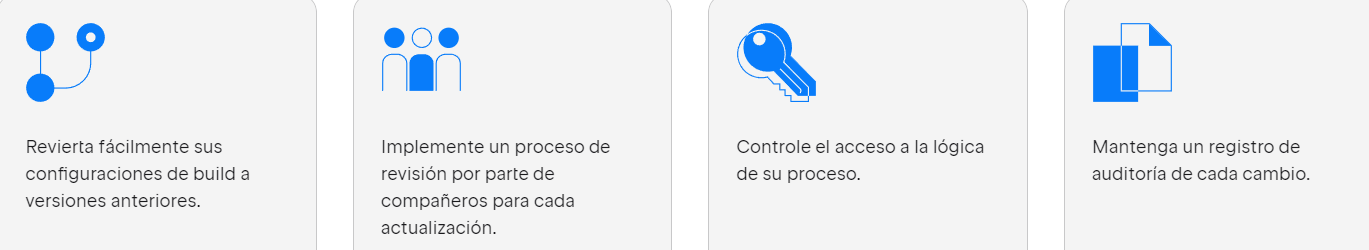 Revierta fácilmente sus
configuraciones de build a
versiones anteriores.
Implemente un proceso de
revisión por parte de
compañeros para cada
actualización.
Controle el acceso a la lógica
de su proceso.
Mantenga un registro de
auditoría de cada cambio.